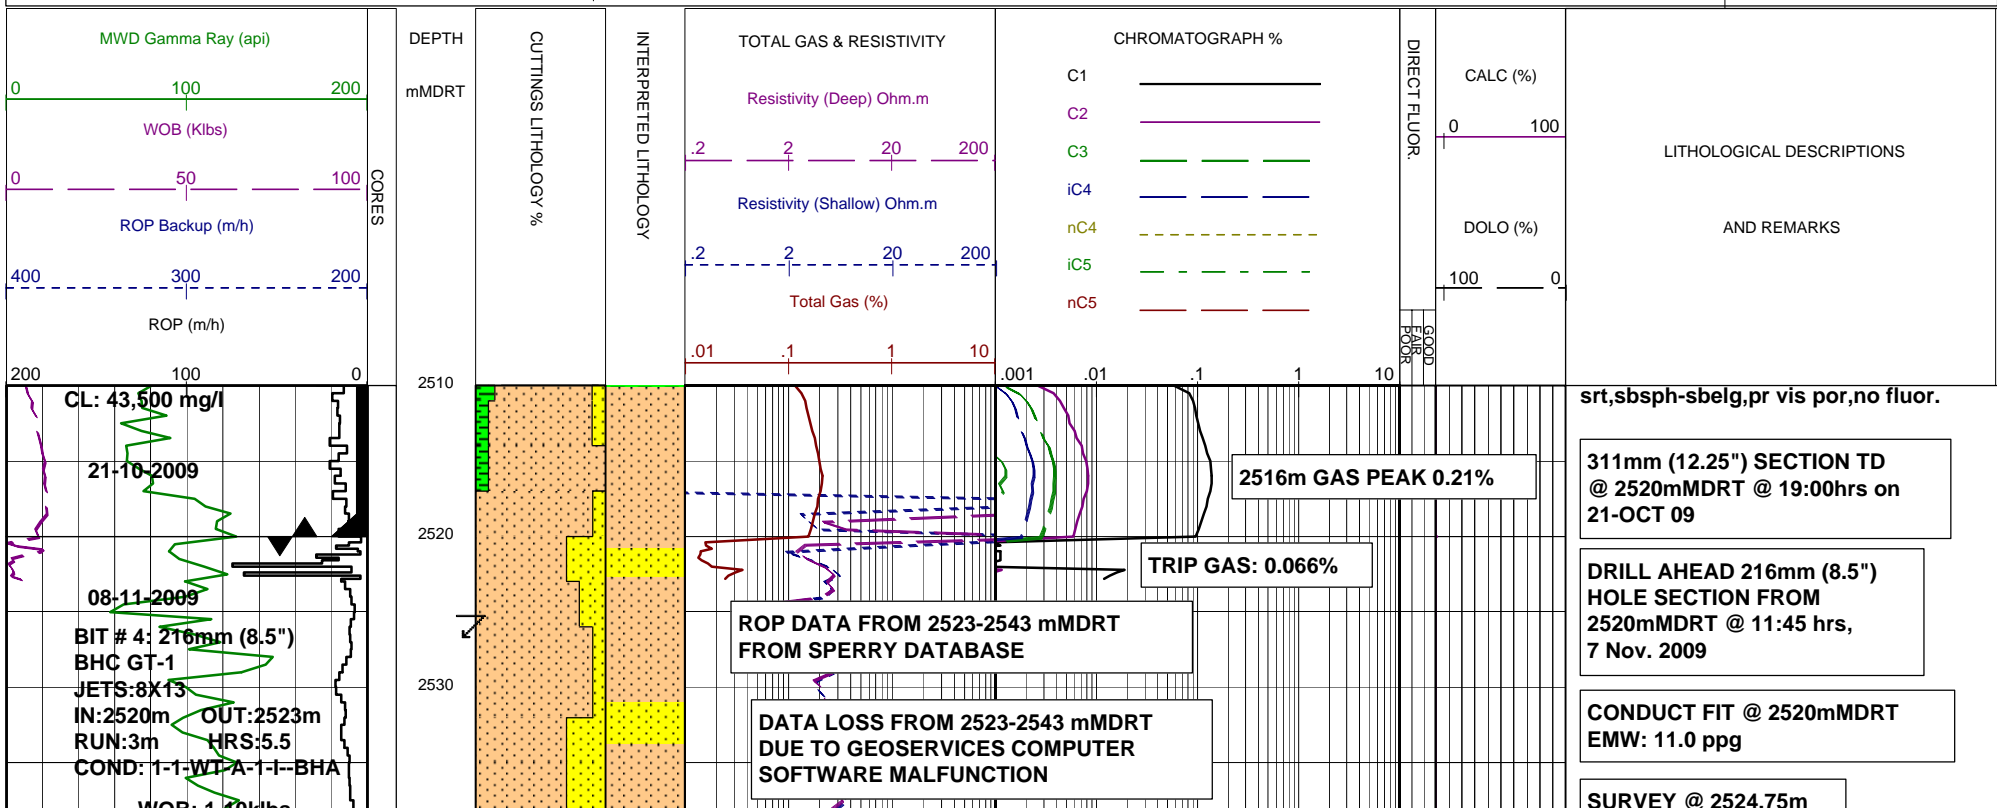 MWD Gamma Ray (api)
0 100 200
WOB (Klbs)
0 50 100
ROP Backup (m/h)
400 300 200
ROP (m/h)
200 100 0
CORES
DEPTH
mMDRT
CUTTINGS LITHOLOGY %
INTERPRETED LITHOLOGY
TOTAL GAS & RESISTIVITY
Resistivity (Deep) Ohm.m
.2 2 20 200
Resistivity (Shallow) Ohm.m
.2 2 20 200
Total Gas (%)
.01 .1 1 10
CHROMATOGRAPH %
C1
C2
C3
iC4
nC4
iC5
nC5
.001 .01 .1 1 10
DIRECT FLUOR.
POOR
FAIR
GOOD
CALC (%)
0 100
DOLO (%)
100 0
LITHOLOGICAL DESCRIPTIONS
AND REMARKS
CL: 43,500 mg/l
21-10-2009
08-11-2009
BIT # 4: 216mm (8.5")
BHC GT-1
JETS:8X13
IN:2520m OUT:2523m
RUN:3m HRS:5.5
COND: 1-1-WT-A-1-I--BHA
WOB: 1-10klbs
2510
2520
2530
2516m GAS PEAK 0.21%
TRIP GAS: 0.066%
ROP DATA FROM 2523-2543 mMDRT
FROM SPERRY DATABASE
DATA LOSS FROM 2523-2543 mMDRT
DUE TO GEOSERVICES COMPUTER
SOFTWARE MALFUNCTION
srt,sbsph-sbelg,pr vis por,no fluor.
311mm (12.25") SECTION TD
@ 2520mMDRT @ 19:00hrs on
21-OCT 09
DRILL AHEAD 216mm (8.5")
HOLE SECTION FROM
2520mMDRT @ 11:45 hrs,
7 Nov. 2009
CONDUCT FIT @ 2520mMDRT
EMW: 11.0 ppg
SURVEY @ 2524.75m